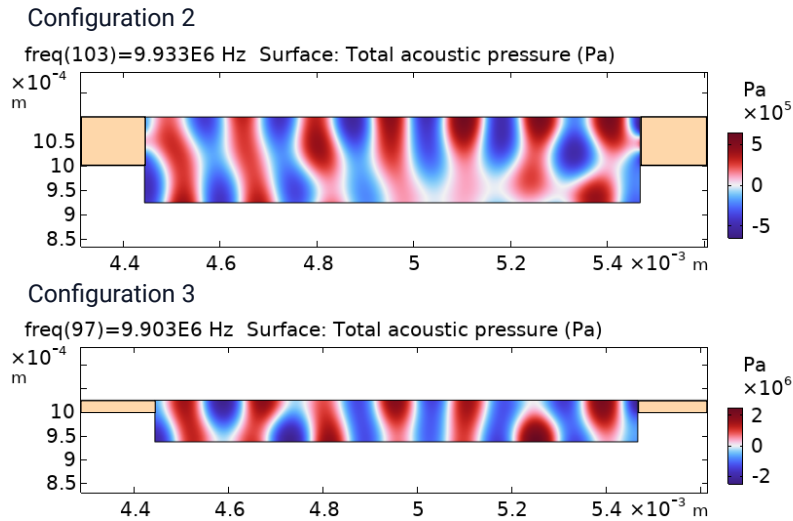 Configuration 2
freq(103)=9.933E6 Hz Surface: Total acoustic pressure (Pa)
×10⁻⁴
m
Pa
×10⁵
10.5
10
9.5
9
8.5
5
0
-5
4.4 4.6 4.8 5 5.2 5.4 ×10⁻³ m
Configuration 3
freq(97)=9.903E6 Hz Surface: Total acoustic pressure (Pa)
×10⁻⁴
m
Pa
×10⁶
10
9.5
9
8.5
2
0
-2
4.4 4.6 4.8 5 5.2 5.4 ×10⁻³ m